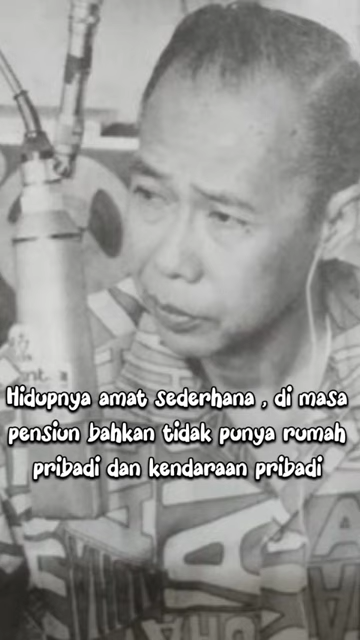 Hidupnya amat sederhana , di masa
pensiun bahkan tidak punya rumah
pribadi dan kendaraan pribadi